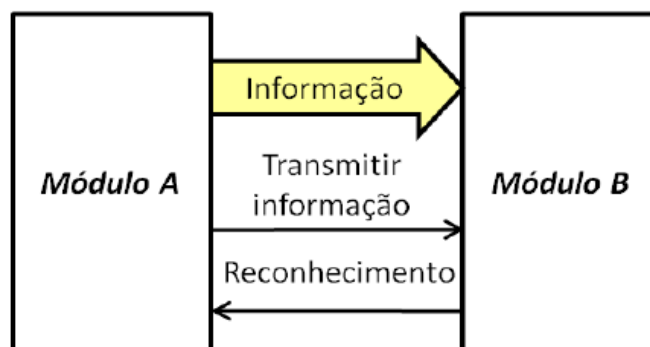 Informação
Módulo A
Transmitir
informação
Módulo B
Reconhecimento